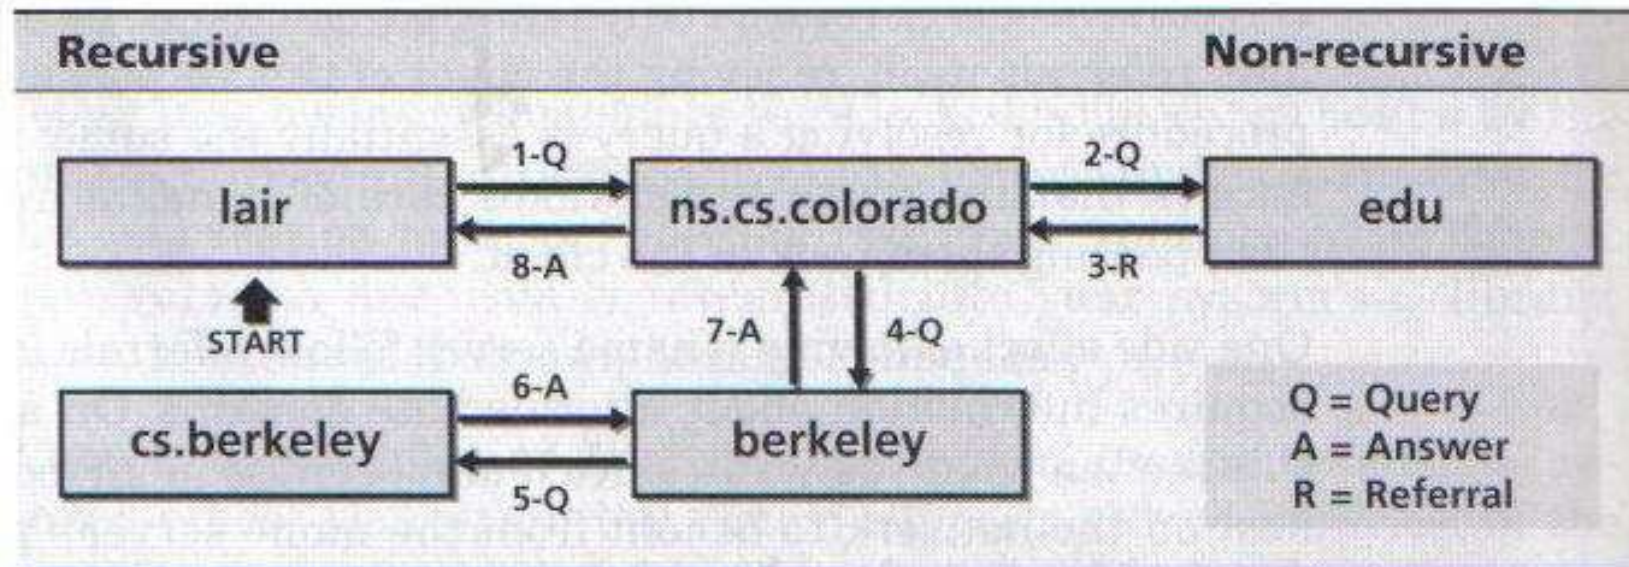 Recursive Non-recursive
1-Q 2-Q
lair ns.cs.colorado edu
8-A 3-R
START 7-A 4-Q
6-A
cs.berkeley berkeley
5-Q
Q = Query
A = Answer
R = Referral